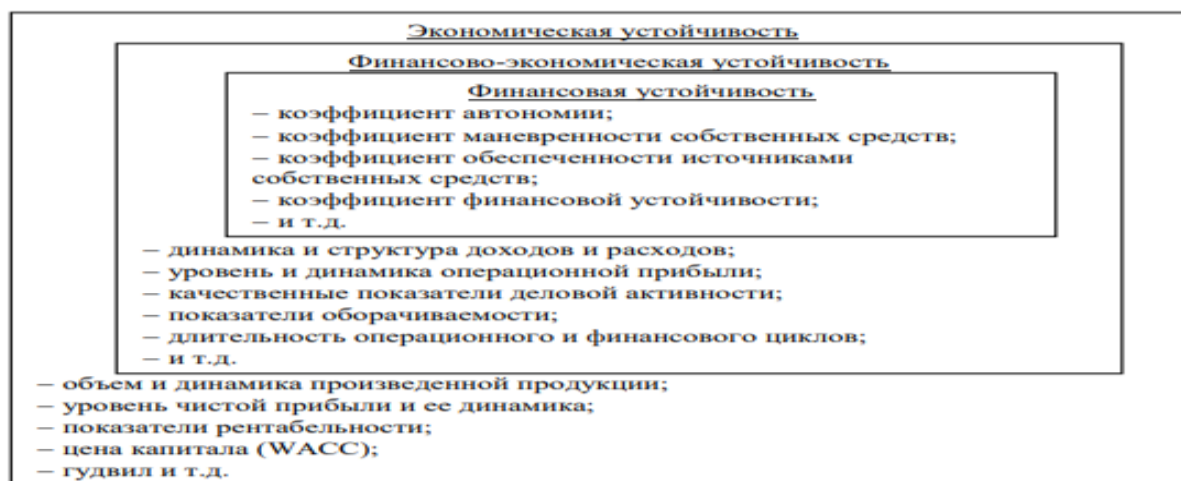 Экономическая устойчивость
Финансово-экономическая устойчивость
Финансовая устойчивость
– коэффициент автономии;
– коэффициент маневренности собственных средств;
– коэффициент обеспеченности источниками
собственных средств;
– коэффициент финансовой устойчивости;
– и т.д.
– динамика и структура доходов и расходов;
– уровень и динамика операционной прибыли;
– качественные показатели деловой активности;
– показатели оборачиваемости;
– длительность операционного и финансового циклов;
– и т.д.
– объем и динамика произведенной продукции;
– уровень чистой прибыли и ее динамика;
– показатели рентабельности;
– цена капитала (WACC);
– гудвил и т.д.